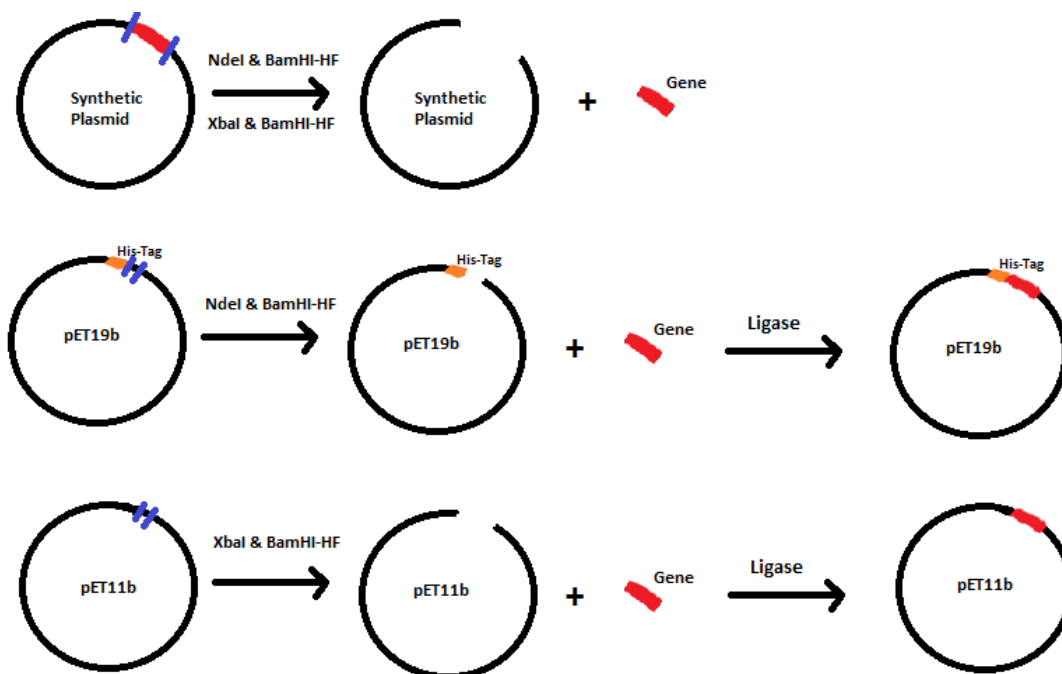 NdeI & BamHI-HF
Synthetic
Plasmid
XbaI & BamHI-HF
Synthetic
Plasmid
+
Gene
His-Tag
pET19b
NdeI & BamHI-HF
His-Tag
pET19b
+
Gene
Ligase
His-Tag
pET19b
pET11b
XbaI & BamHI-HF
pET11b
+
Gene
Ligase
pET11b